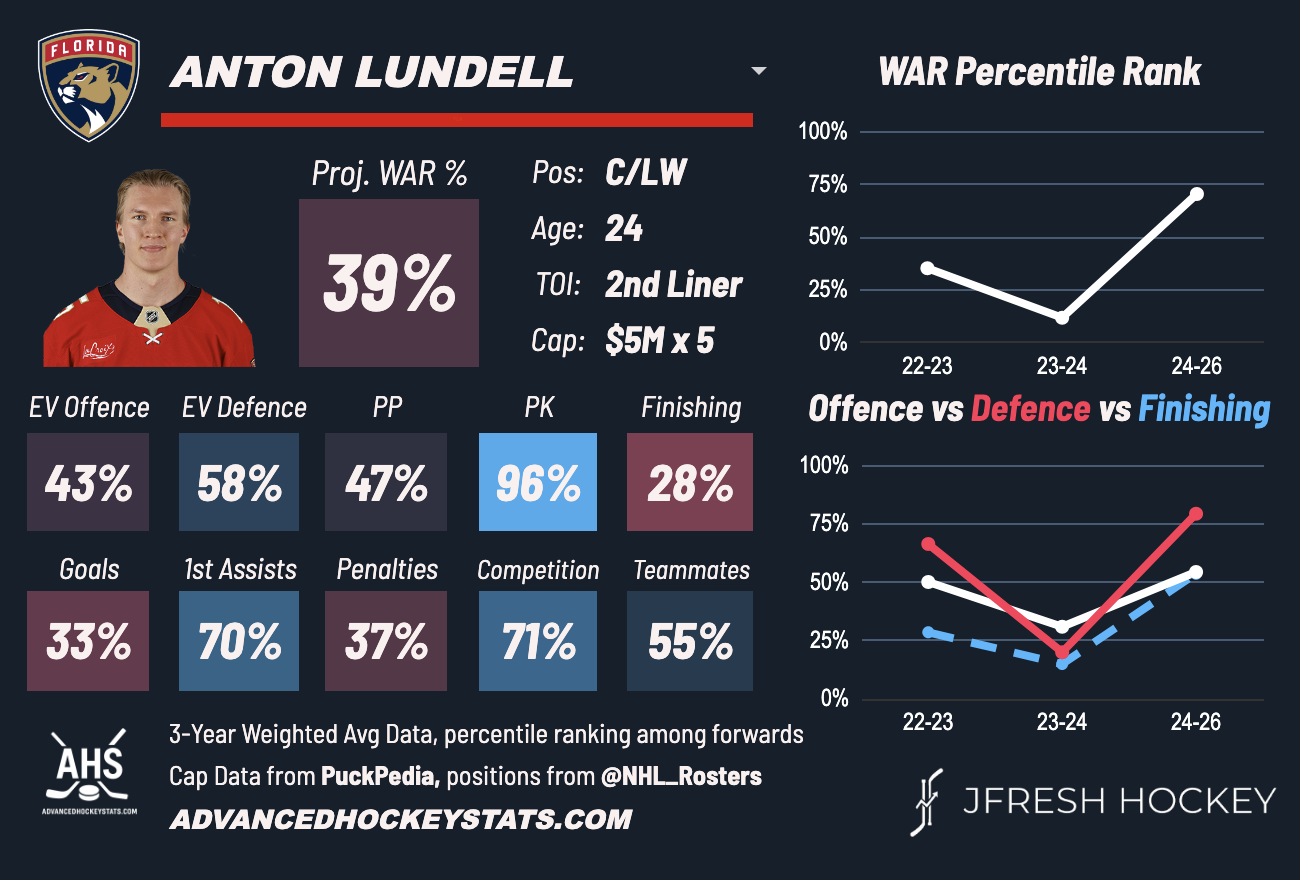 FLORIDA
ANTON LUNDELL
Proj. WAR %
39%
Pos: C/LW
Age: 24
TOI: 2nd Liner
Cap: $5M x 5
EV Offence EV Defence PP PK Finishing
43% 58% 47% 96% 28%
Goals 1st Assists Penalties Competition Teammates
33% 70% 37% 71% 55%
AHS
ADVANCEDHOCKEYSTATS.COM
3-Year Weighted Avg Data, percentile ranking among forwards
Cap Data from PuckPedia, positions from @NHL_Rosters
ADVANCEDHOCKEYSTATS.COM
WAR Percentile Rank
100%
75%
50%
25%
0%
22-23 23-24 24-26
Offence vs Defence vs Finishing
100%
75%
50%
25%
0%
22-23 23-24 24-26
JFRESH HOCKEY